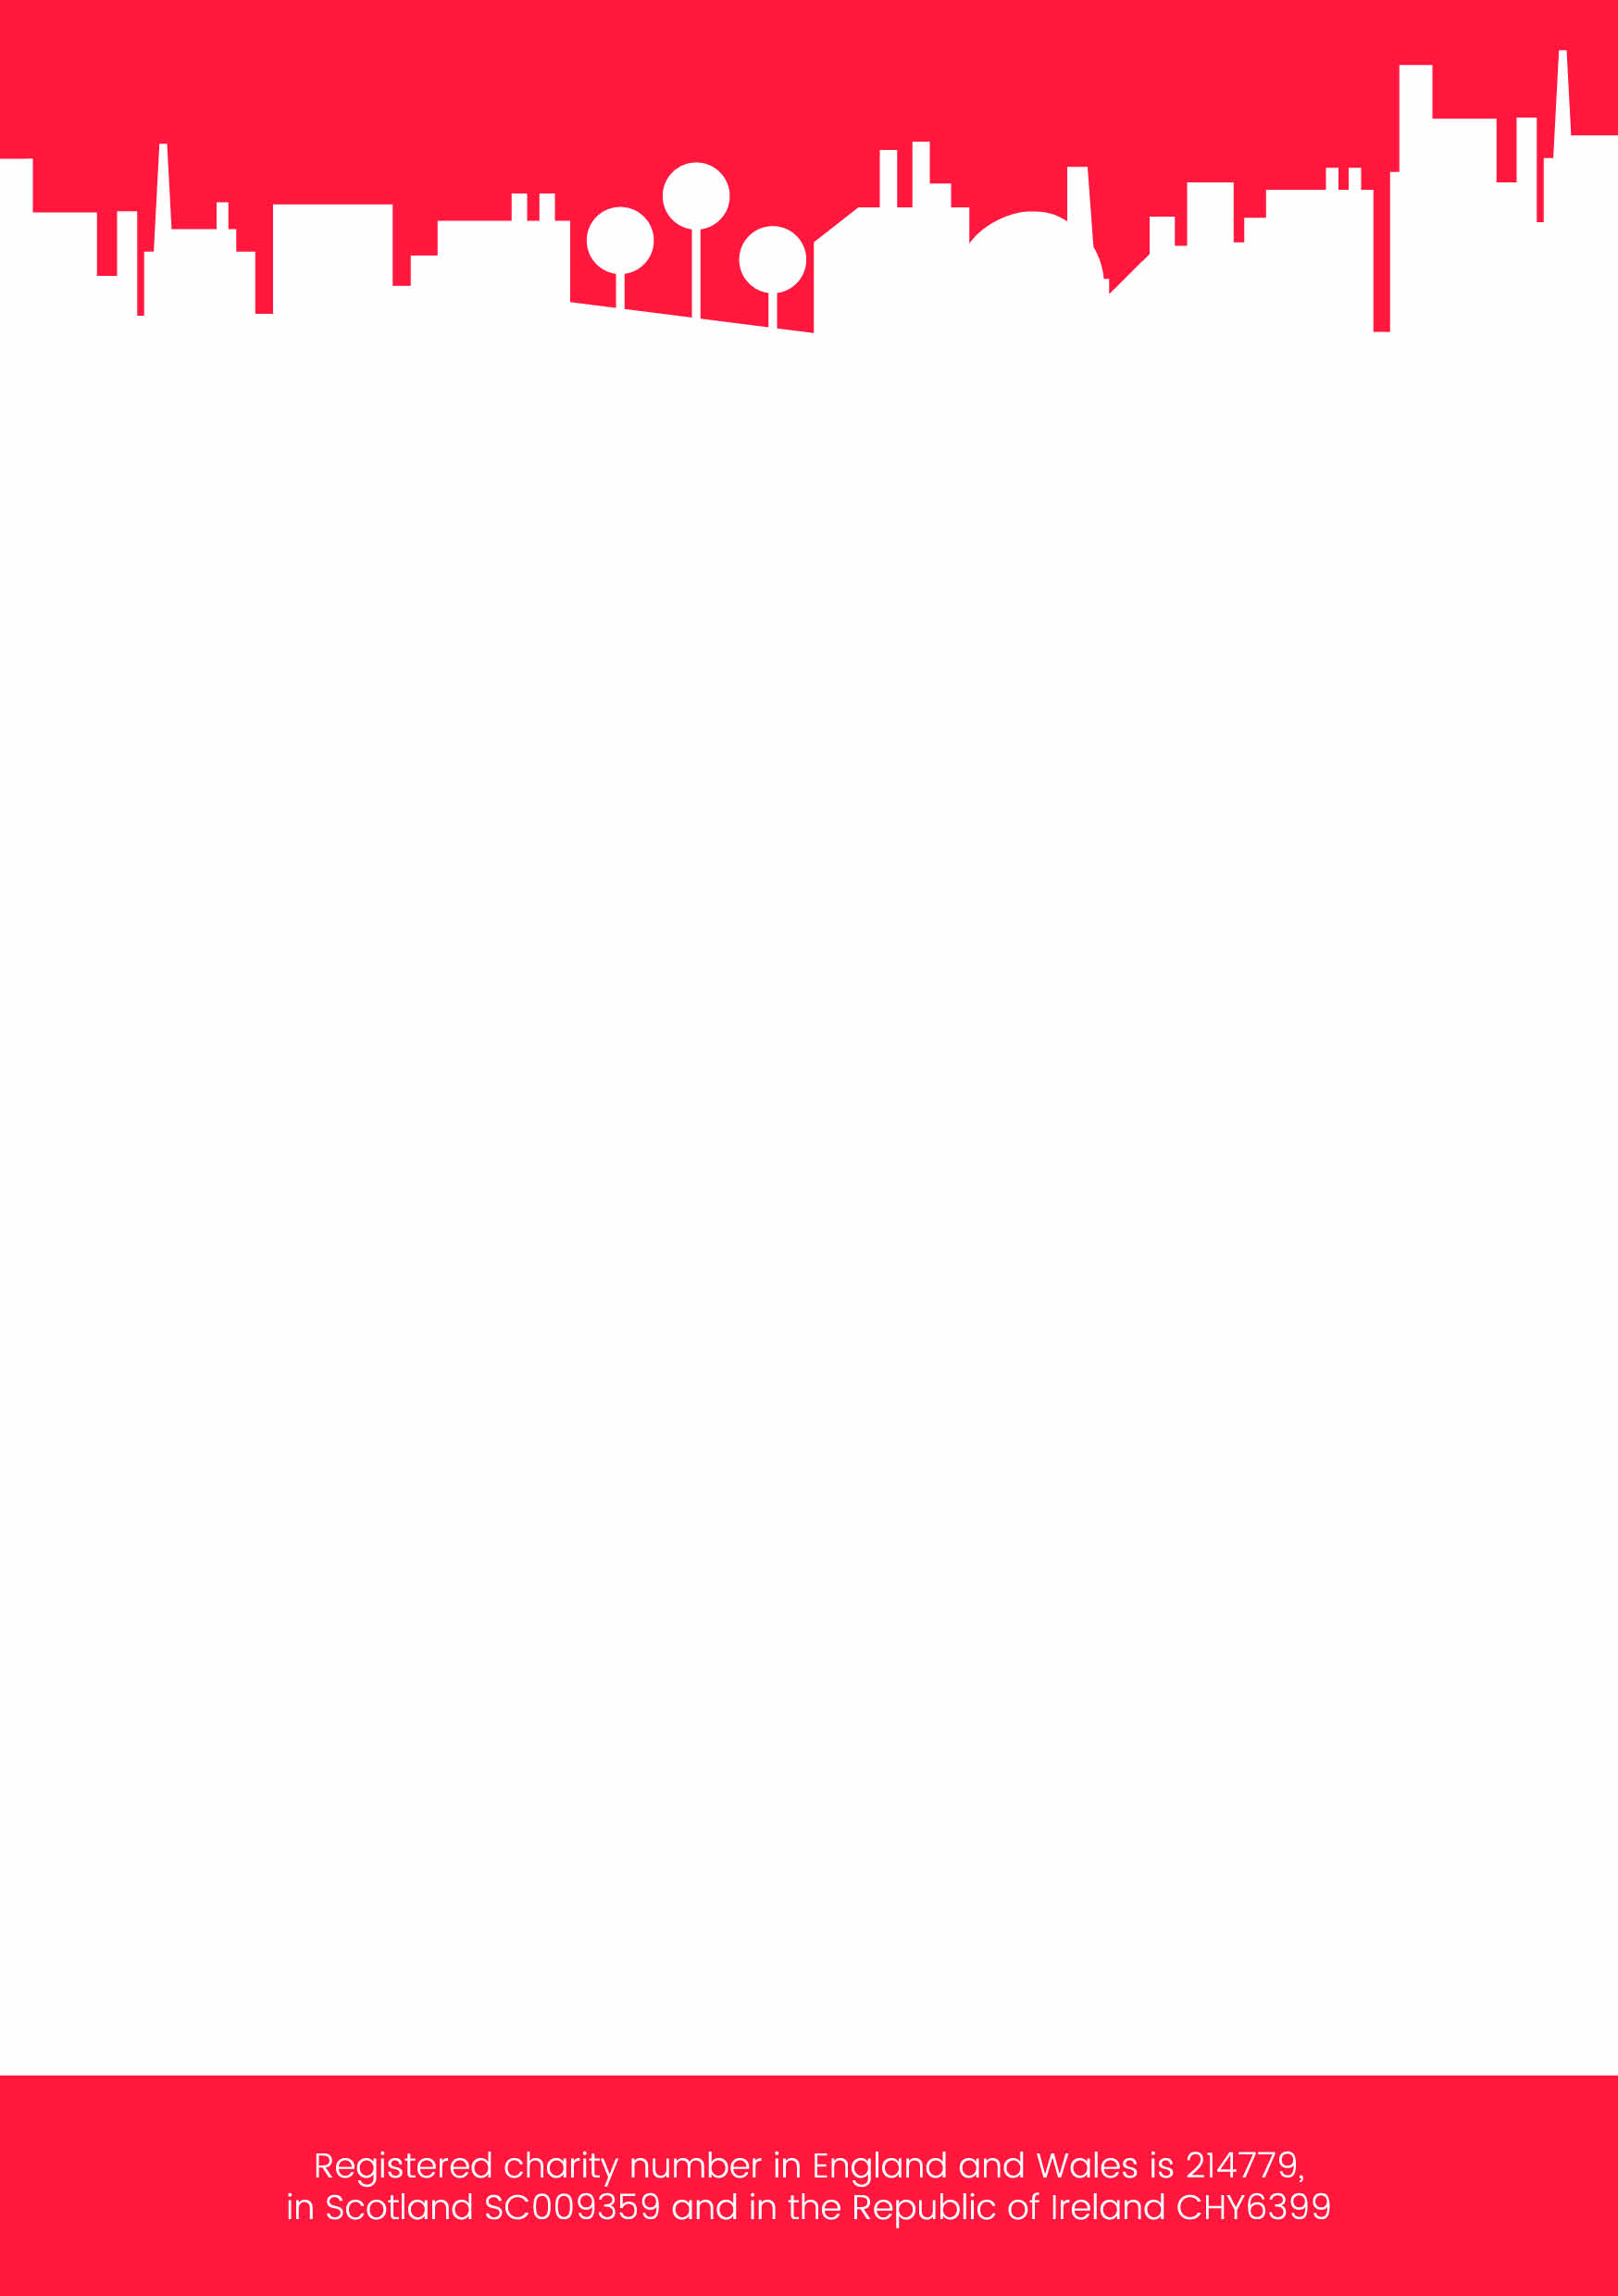 Registered charity number in England and Wales is 214779,
in Scotland SC009359 and in the Republic of Ireland CHY6399